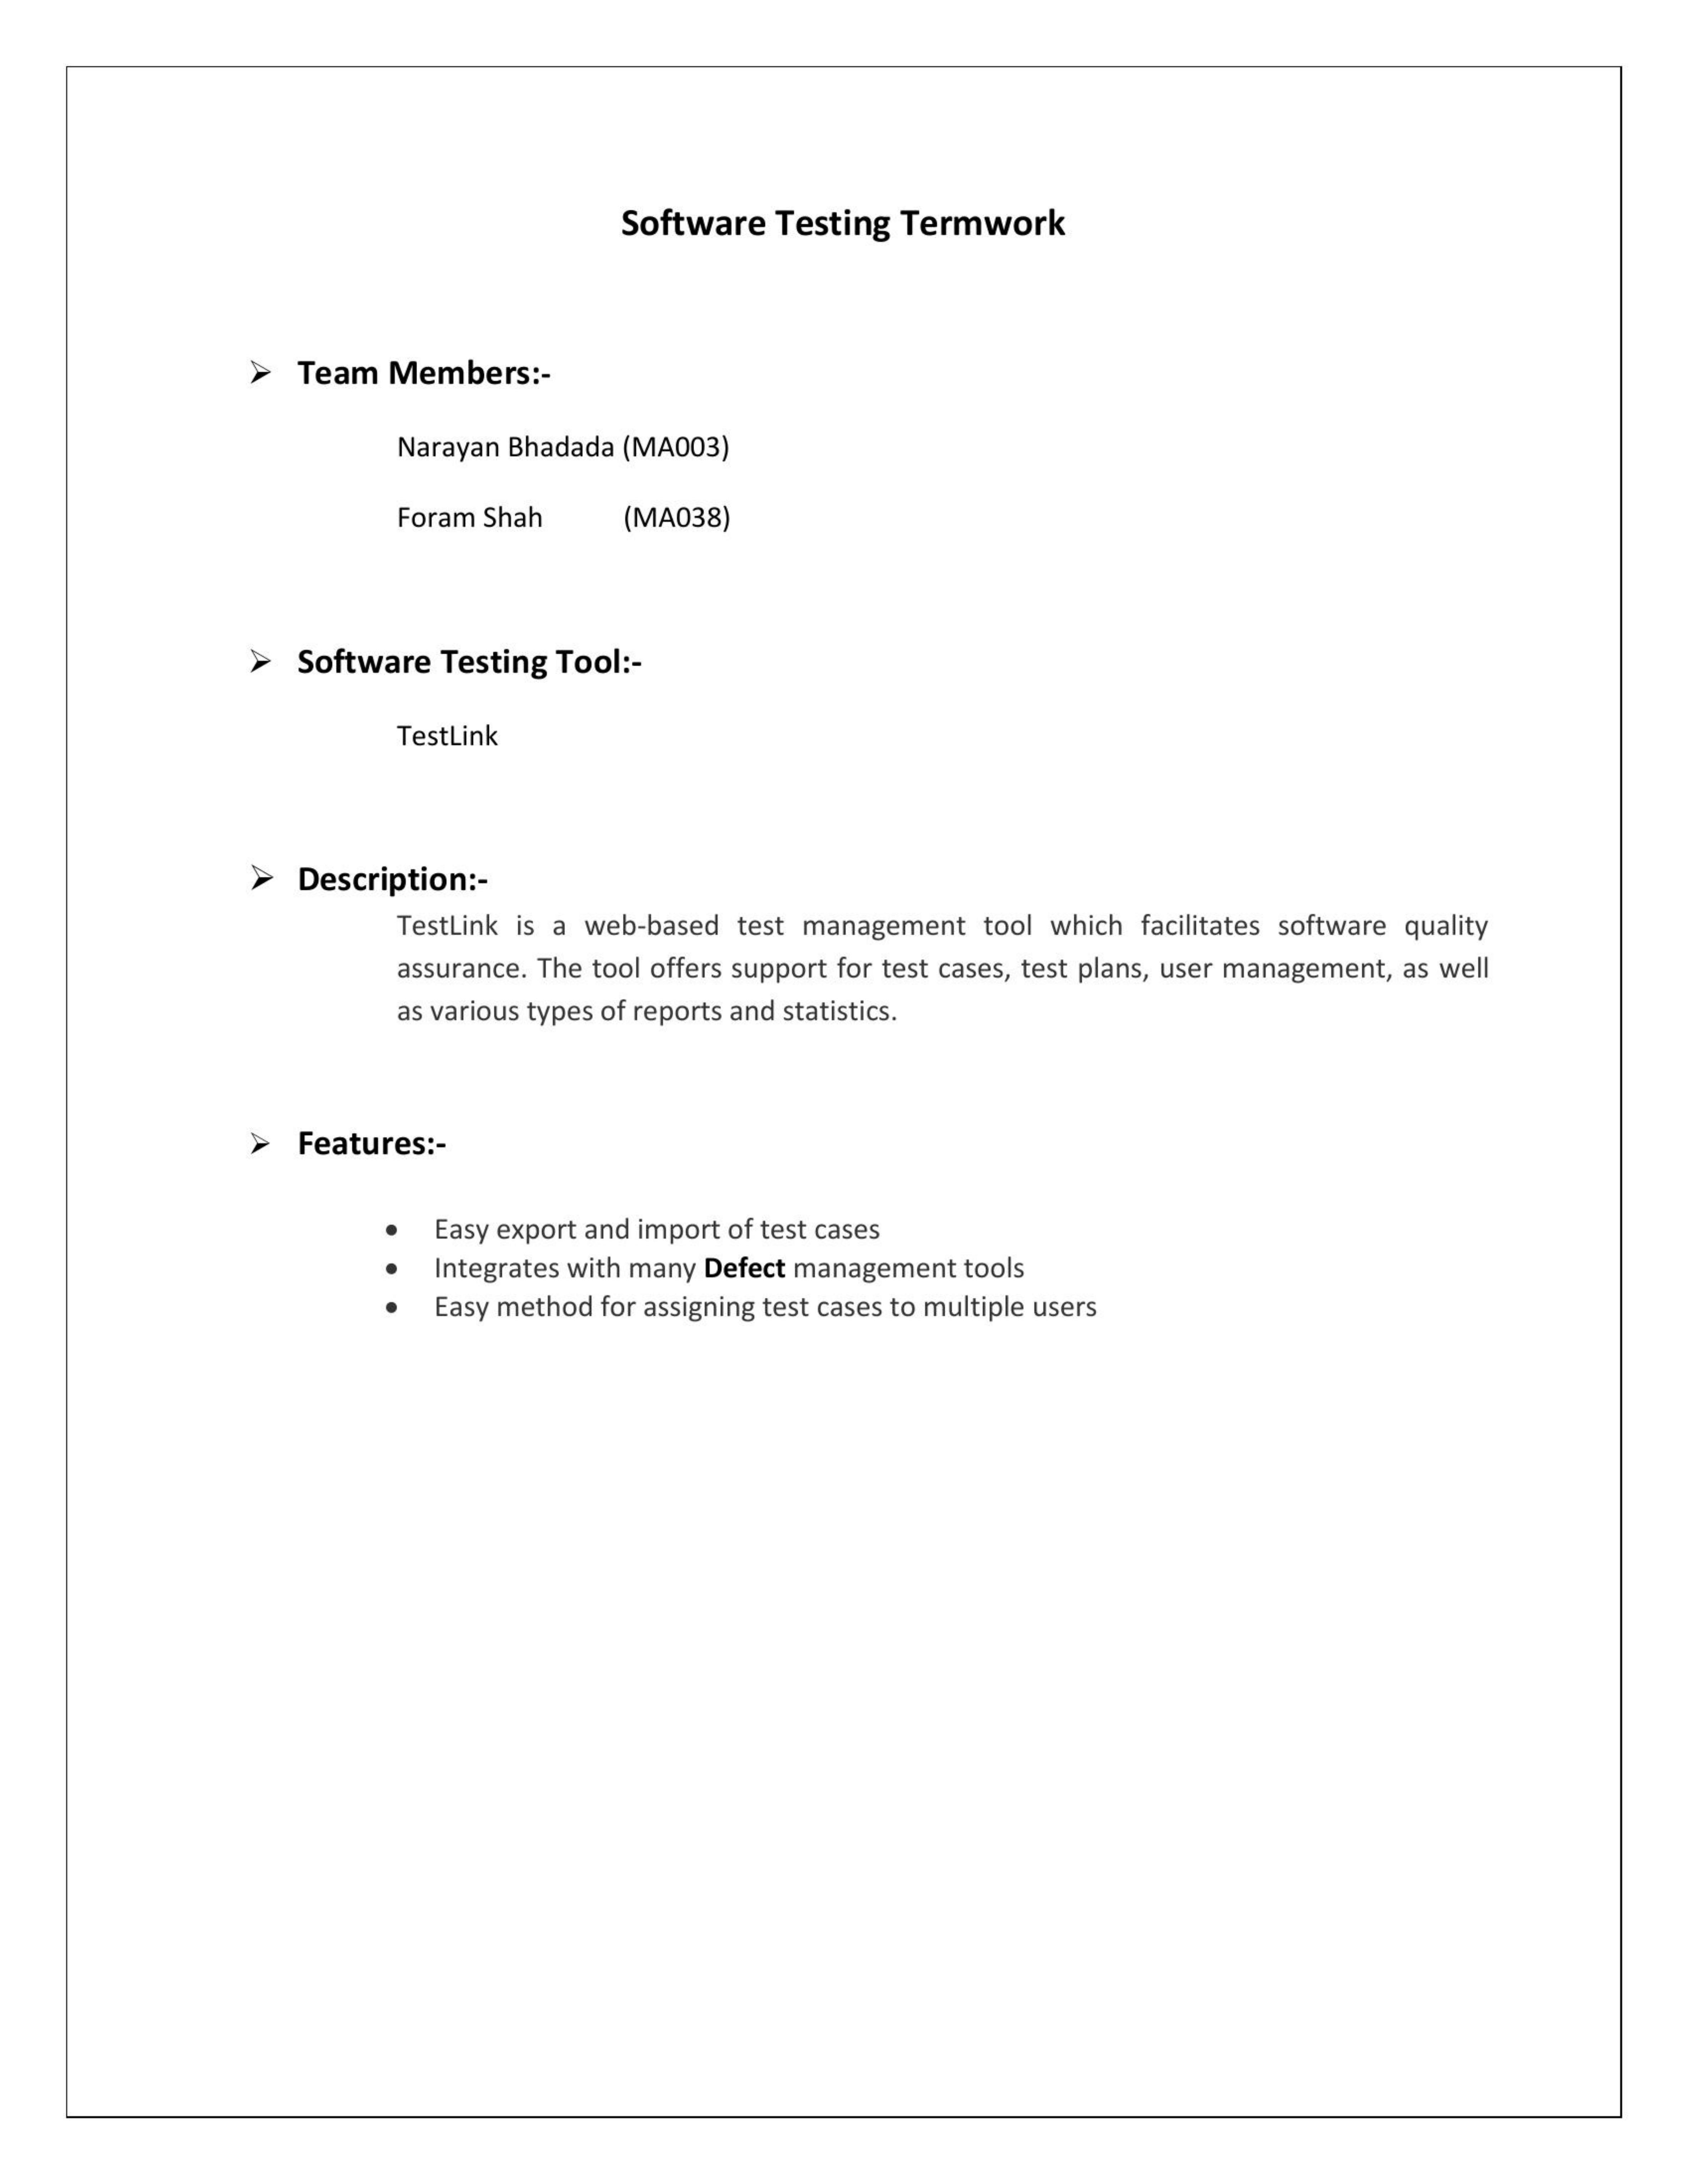 Software Testing Termwork
➢ Team Members:-
Narayan Bhadada (MA003)
Foram Shah (MA038)
➢ Software Testing Tool:-
TestLink
➢ Description:-
TestLink is a web-based test management tool which facilitates software quality
assurance. The tool offers support for test cases, test plans, user management, as well
as various types of reports and statistics.
➢ Features:-
• Easy export and import of test cases
• Integrates with many Defect management tools
• Easy method for assigning test cases to multiple users